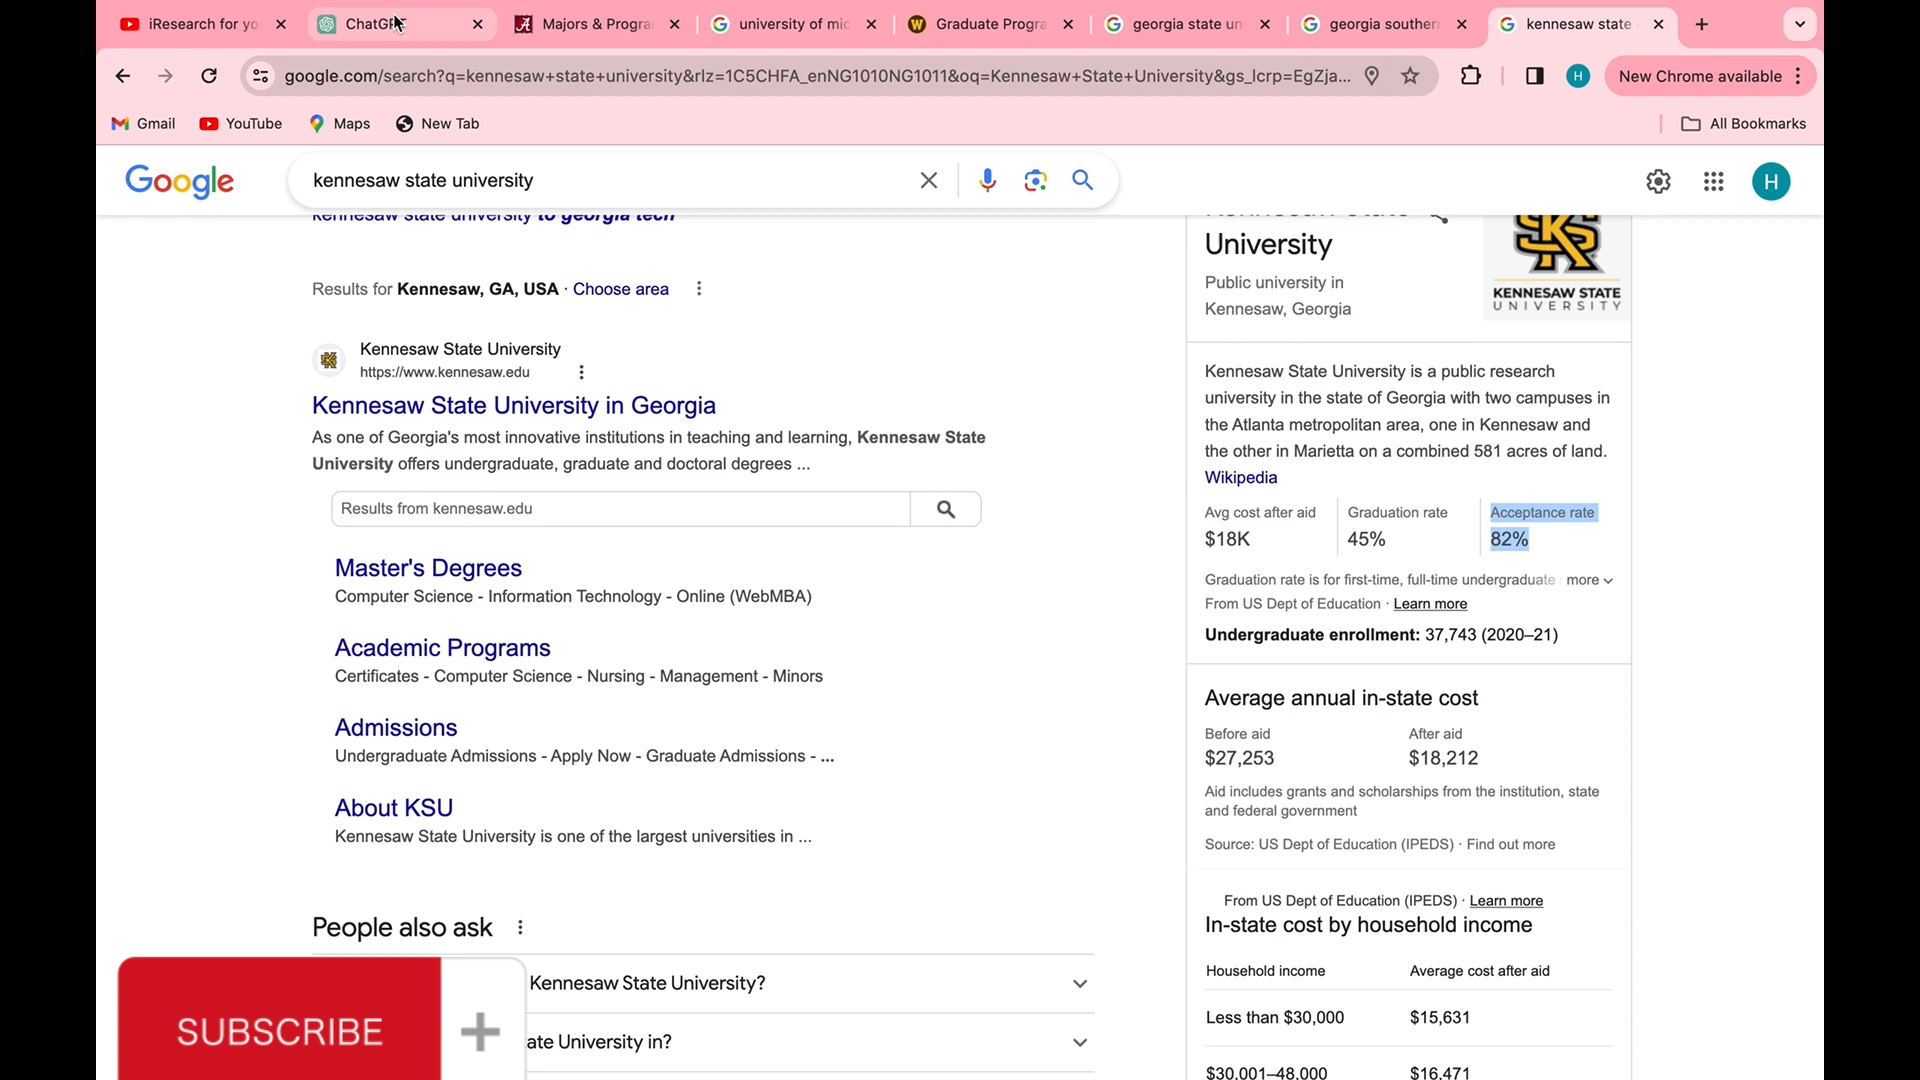 iResearch for yo
ChatGPT
Majors & Progra
university of mic
Graduate Progra
georgia state un
georgia southern
kennesaw state
google.com/search?q=kennesaw+state+university&rlz=1C5CHFA_enNG1010NG1011&oq=Kennesaw+State+University&gs_lcrp=EgZja...
H
New Chrome available
Gmail
YouTube
Maps
New Tab
All Bookmarks
Google
kennesaw state university
H
kennesaw state university to georgia tech
Results for Kennesaw, GA, USA · Choose area
Kennesaw State University
https://www.kennesaw.edu
Kennesaw State University in Georgia
As one of Georgia's most innovative institutions in teaching and learning, Kennesaw State
University offers undergraduate, graduate and doctoral degrees ...
Results from kennesaw.edu
Master's Degrees
Computer Science - Information Technology - Online (WebMBA)
Academic Programs
Certificates - Computer Science - Nursing - Management - Minors
Admissions
Undergraduate Admissions - Apply Now - Graduate Admissions - ...
About KSU
Kennesaw State University is one of the largest universities in ...
People also ask
Kennesaw State University?
ate University in?
SUBSCRIBE
Kennesaw State
University
Public university in
Kennesaw, Georgia
KENNESAW STATE
UNIVERSITY
Kennesaw State University is a public research
university in the state of Georgia with two campuses in
the Atlanta metropolitan area, one in Kennesaw and
the other in Marietta on a combined 581 acres of land.
Wikipedia
Avg cost after aid
$18K
Graduation rate
45%
Acceptance rate
82%
Graduation rate is for first-time, full-time undergraduate more
From US Dept of Education · Learn more
Undergraduate enrollment: 37,743 (2020–21)
Average annual in-state cost
Before aid
$27,253
After aid
$18,212
Aid includes grants and scholarships from the institution, state
and federal government
Source: US Dept of Education (IPEDS) · Find out more
From US Dept of Education (IPEDS) · Learn more
In-state cost by household income
Household income Average cost after aid
Less than $30,000 $15,631
$30,001–48,000 $16,471